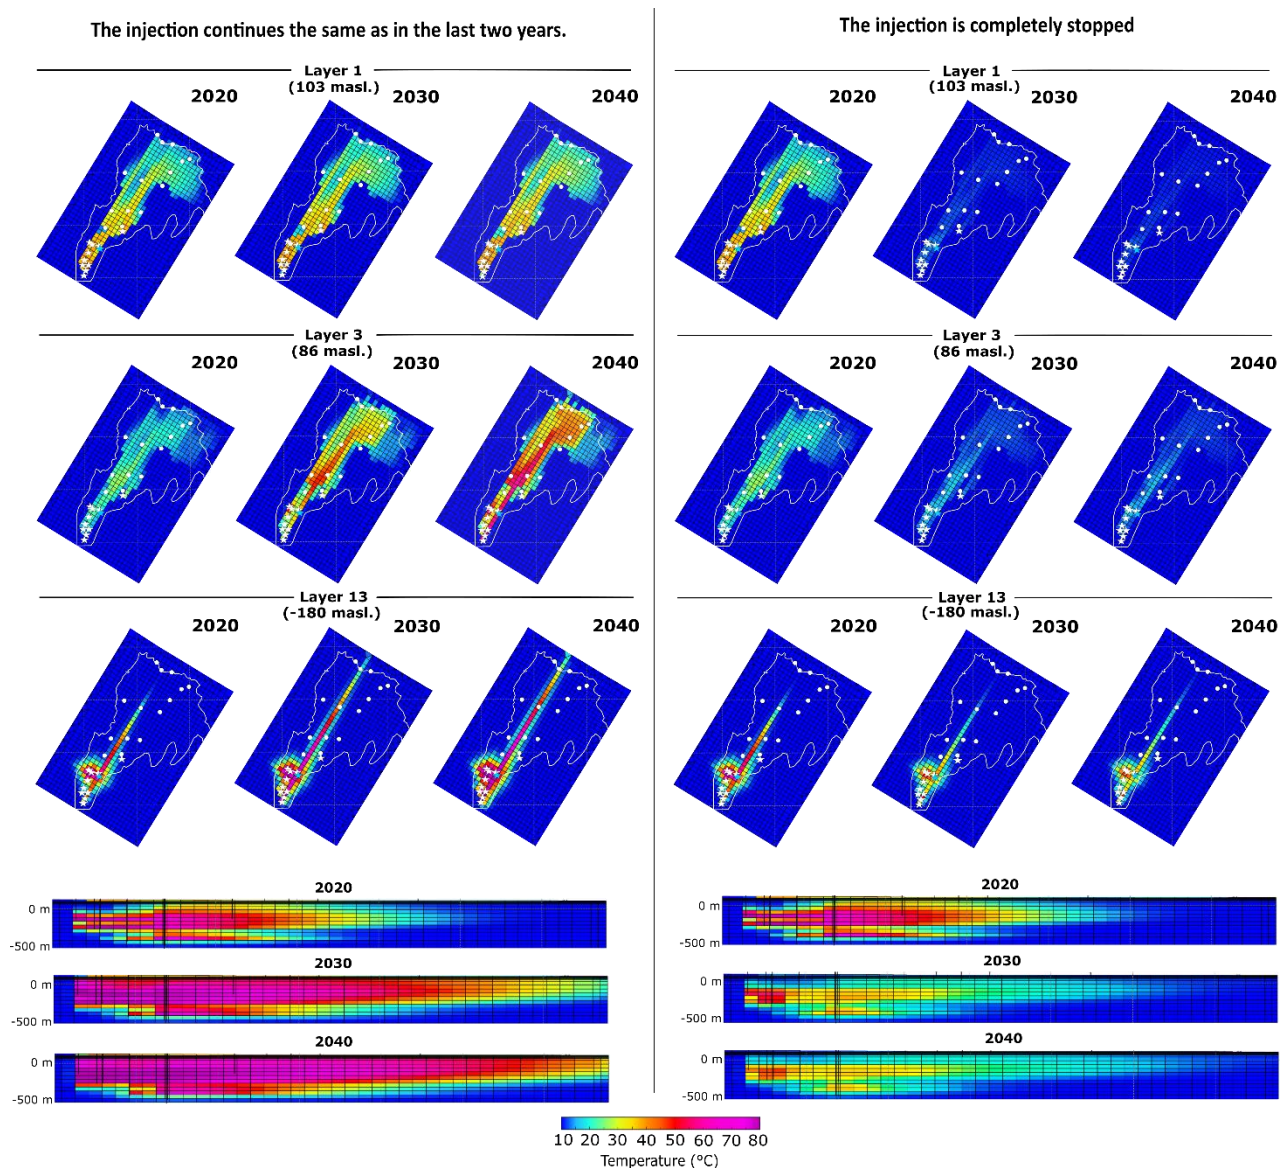 The injection continues the same as in the last two years.
Layer 1
(103 masl.)
2020
2030
2040
Layer 3
(86 masl.)
2020
2030
2040
Layer 13
(-180 masl.)
2020
2030
2040
2020
0 m
-500 m
2030
0 m
-500 m
2040
0 m
-500 m
The injection is completely stopped
Layer 1
(103 masl.)
2020
2030
2040
Layer 3
(86 masl.)
2020
2030
2040
Layer 13
(-180 masl.)
2020
2030
2040
2020
0 m
-500 m
2030
0 m
-500 m
2040
0 m
-500 m
10 20 30 40 50 60 70 80
Temperature (°C)